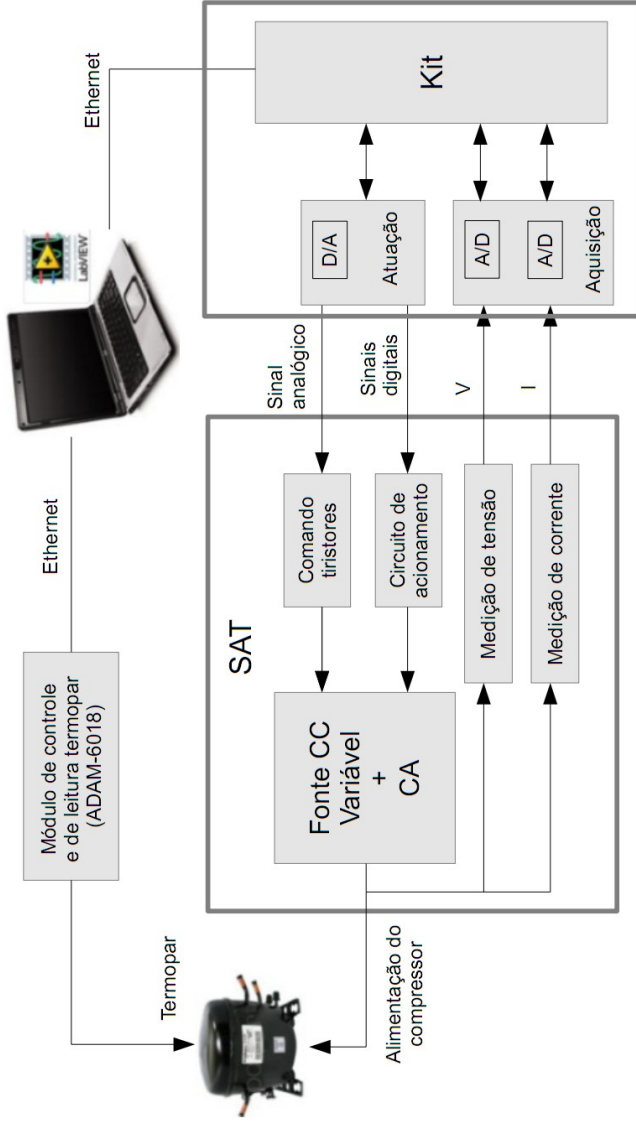 Ethernet
Ethernet
LabVIEW
Módulo de controle
e de leitura termopar
(ADAM-6018)
Termopar
SAT
Fonte CC
Variável
+
CA
Comando
tiristores
Circuito de
acionamento
Medição de tensão
Medição de corrente
Alimentação do
compressor
Sinal
analógico
Sinais
digitais
V
I
D/A
Atuação
A/D
A/D
Aquisição
Kit